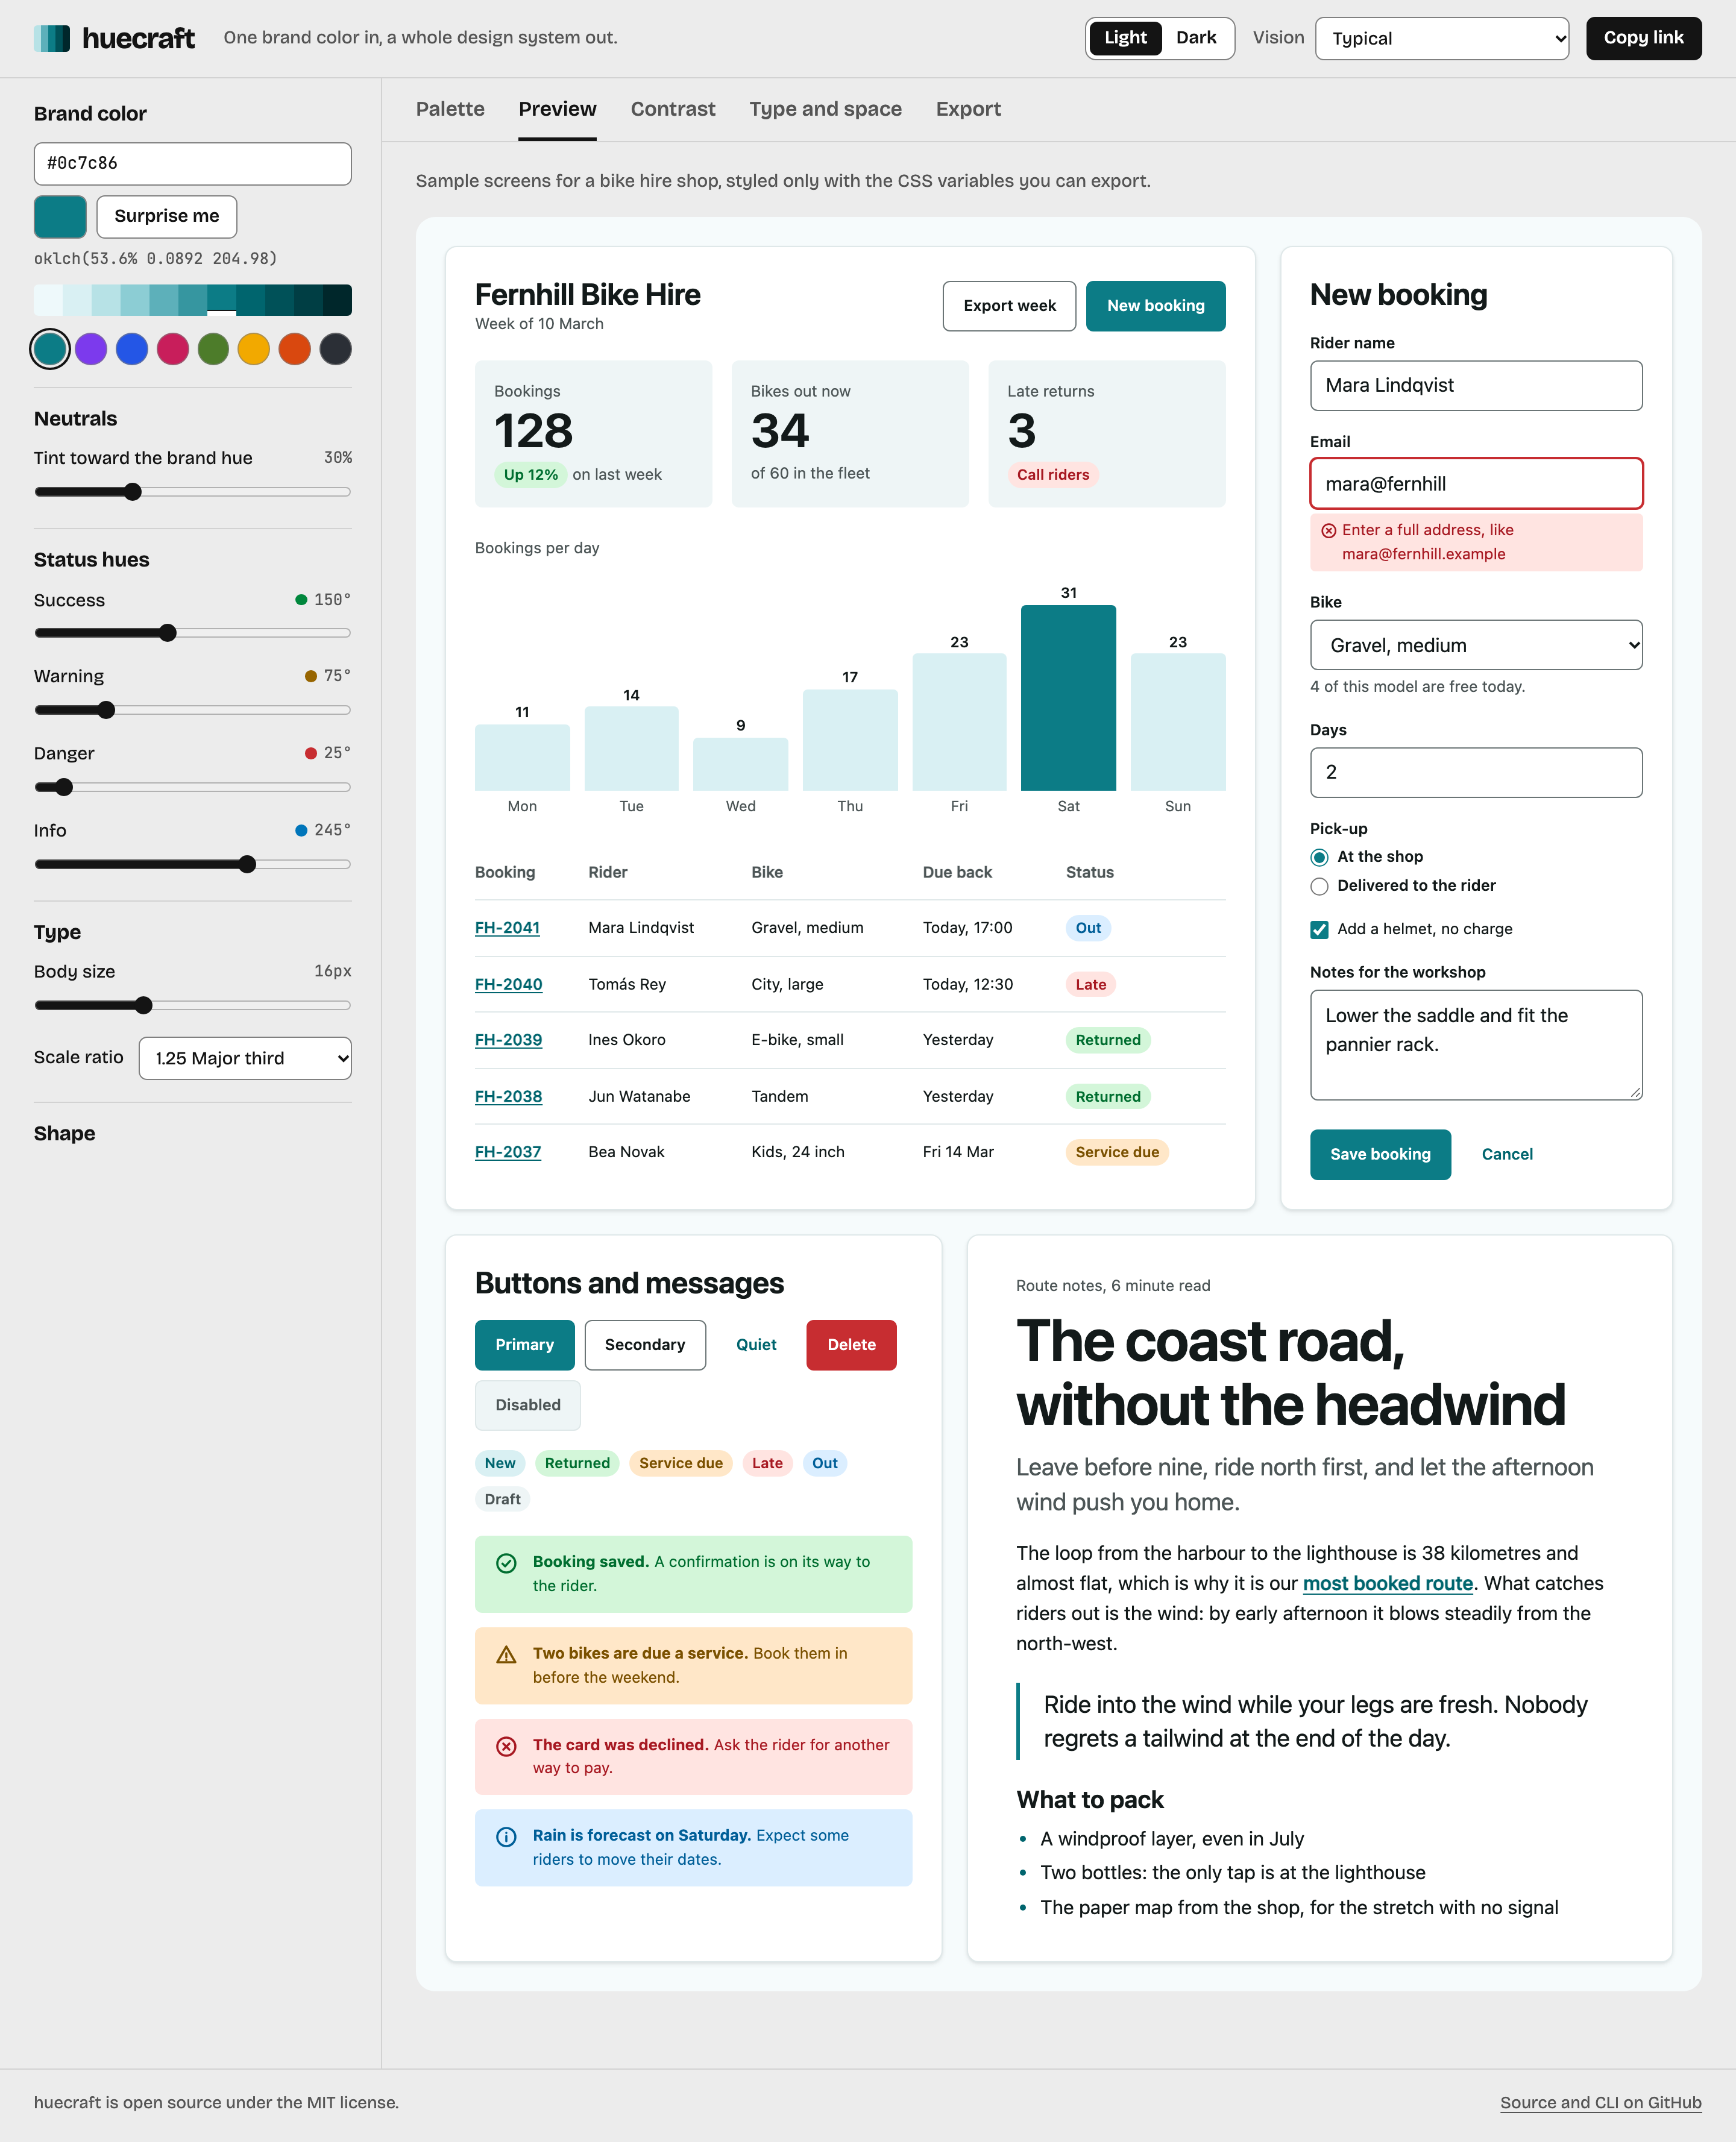 huecraft
One brand color in, a whole design system out.
Light Dark Vision Typical Copy link
Brand color
#0c7c86
Surprise me
oklch(53.6% 0.0892 204.98)
Neutrals
Tint toward the brand hue 30%
Status hues
Success 150°
Warning 75°
Danger 25°
Info 245°
Type
Body size 16px
Scale ratio 1.25 Major third
Shape
Palette Preview Contrast Type and space Export
Sample screens for a bike hire shop, styled only with the CSS variables you can export.
Fernhill Bike Hire
Week of 10 March
Export week New booking
Bookings
128
Up 12% on last week
Bikes out now
34
of 60 in the fleet
Late returns
3
Call riders
Bookings per day
11 14 9 17 23 31 23
Mon Tue Wed Thu Fri Sat Sun
Booking Rider Bike Due back Status
FH-2041 Mara Lindqvist Gravel, medium Today, 17:00 Out
FH-2040 Tomás Rey City, large Today, 12:30 Late
FH-2039 Ines Okoro E-bike, small Yesterday Returned
FH-2038 Jun Watanabe Tandem Yesterday Returned
FH-2037 Bea Novak Kids, 24 inch Fri 14 Mar Service due
New booking
Rider name
Mara Lindqvist
Email
mara@fernhill
Enter a full address, like
mara@fernhill.example
Bike
Gravel, medium
4 of this model are free today.
Days
2
Pick-up
At the shop
Delivered to the rider
Add a helmet, no charge
Notes for the workshop
Lower the saddle and fit the
pannier rack.
Save booking Cancel
Buttons and messages
Primary Secondary Quiet Delete
Disabled
New Returned Service due Late Out
Draft
Booking saved. A confirmation is on its way to
the rider.
Two bikes are due a service. Book them in
before the weekend.
The card was declined. Ask the rider for another
way to pay.
Rain is forecast on Saturday. Expect some
riders to move their dates.
Route notes, 6 minute read
The coast road,
without the headwind
Leave before nine, ride north first, and let the afternoon
wind push you home.
The loop from the harbour to the lighthouse is 38 kilometres and
almost flat, which is why it is our most booked route. What catches
riders out is the wind: by early afternoon it blows steadily from the
north-west.
Ride into the wind while your legs are fresh. Nobody
regrets a tailwind at the end of the day.
What to pack
• A windproof layer, even in July
• Two bottles: the only tap is at the lighthouse
• The paper map from the shop, for the stretch with no signal
huecraft is open source under the MIT license.
Source and CLI on GitHub